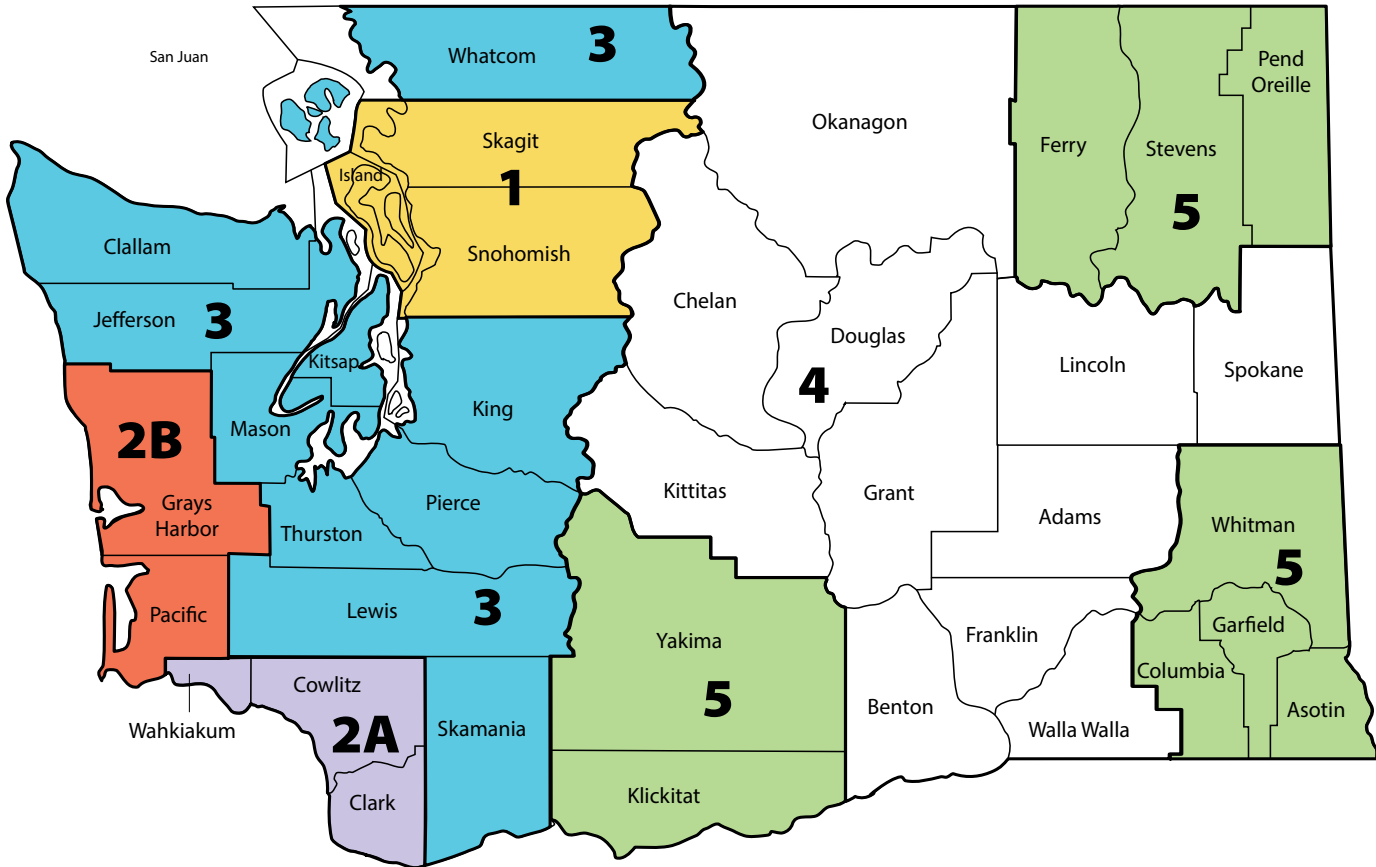 San Juan
Whatcom
3
Pend
Oreille
Okanagon
Skagit
Ferry
Stevens
Island
1
5
Clallam
Snohomish
Chelan
Jefferson
3
Douglas
Kitsap
Lincoln
Spokane
4
King
Mason
2B
Kittitas
Grant
Pierce
Grays
Harbor
Adams
Whitman
Thurston
5
Lewis
3
Pacific
Garfield
Franklin
Yakima
Columbia
Cowlitz
5
Benton
Asotin
Wahkiakum
2A
Skamania
Walla Walla
Clark
Klickitat